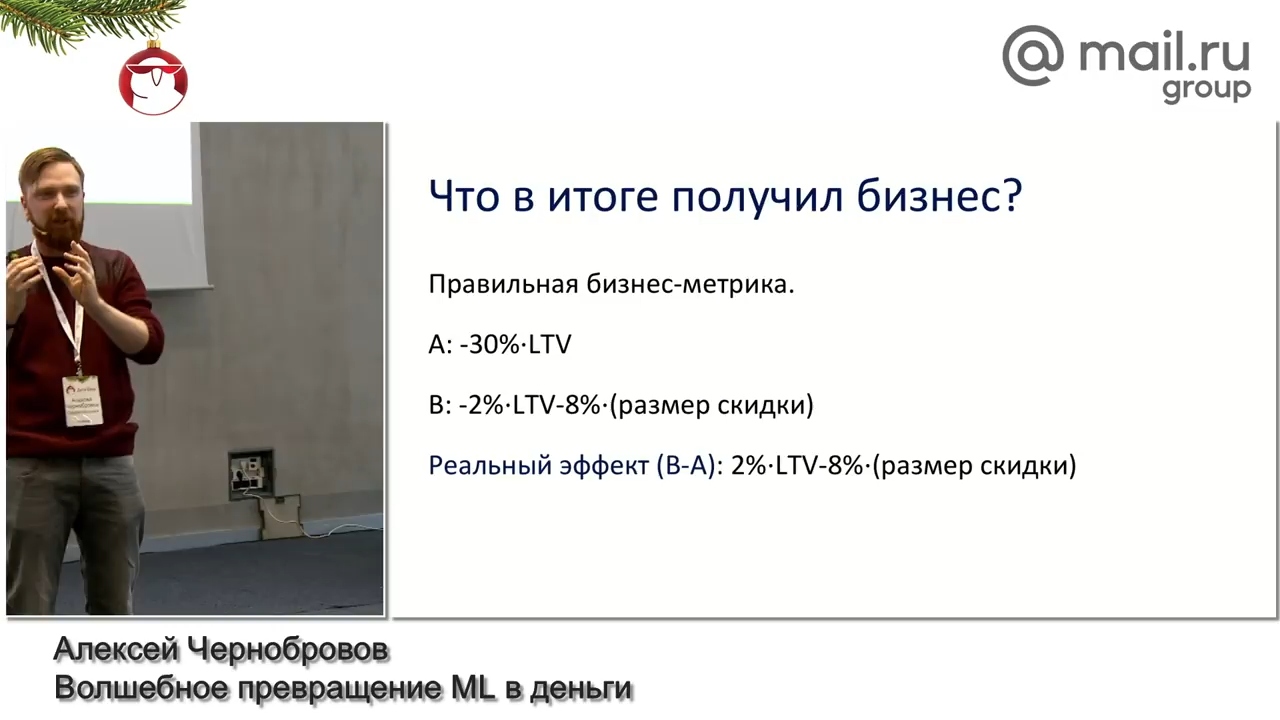 @ mail.ru
group
Что в итоге получил бизнес?
Правильная бизнес-метрика.
A: -30%·LTV
B: -2%·LTV-8%·(размер скидки)
Реальный эффект (B-A): 2%·LTV-8%·(размер скидки)
Алексей Чернобровов
Волшебное превращение ML в деньги